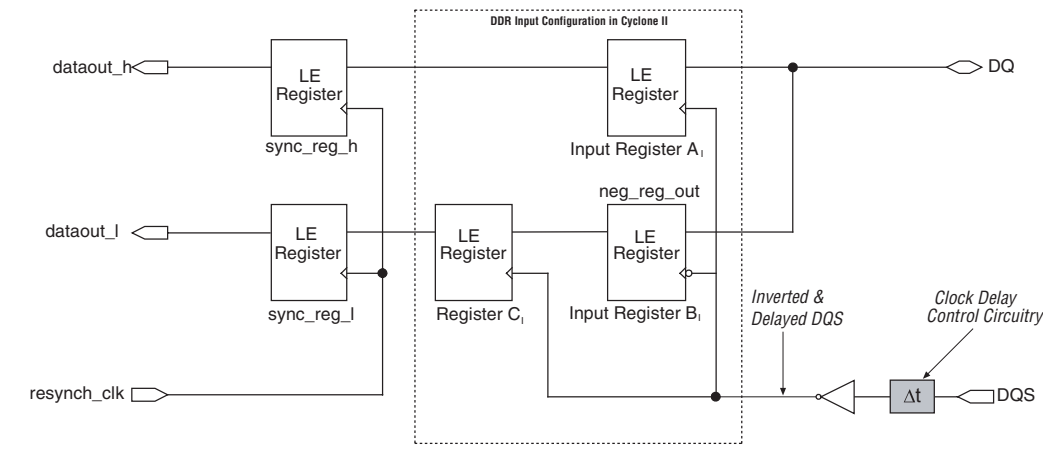 DDR Input Configuration in Cyclone II
dataout_h
LE
Register
sync_reg_h
LE
Register
Input Register A I
DQ
neg_reg_out
dataout_l
LE
Register
sync_reg_l
LE
Register
Register C I
LE
Register
Input Register B I
Inverted &
Delayed DQS
Clock Delay
Control Circuitry
resynch_clk
Δt
DQS